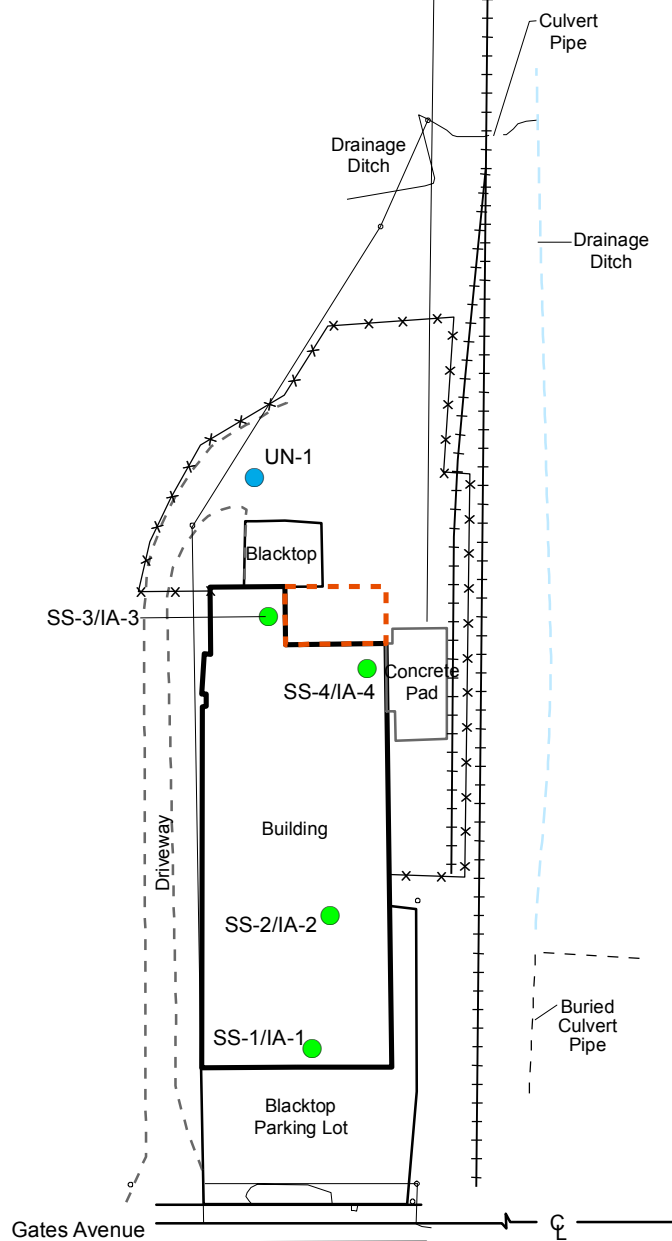 Culvert
Pipe
Drainage
Ditch
Drainage
Ditch
UN-1
Blacktop
SS-3/IA-3
Concrete
Pad
SS-4/IA-4
Building
Driveway
SS-2/IA-2
Buried
Culvert
Pipe
SS-1/IA-1
Blacktop
Parking Lot
Gates Avenue
℄